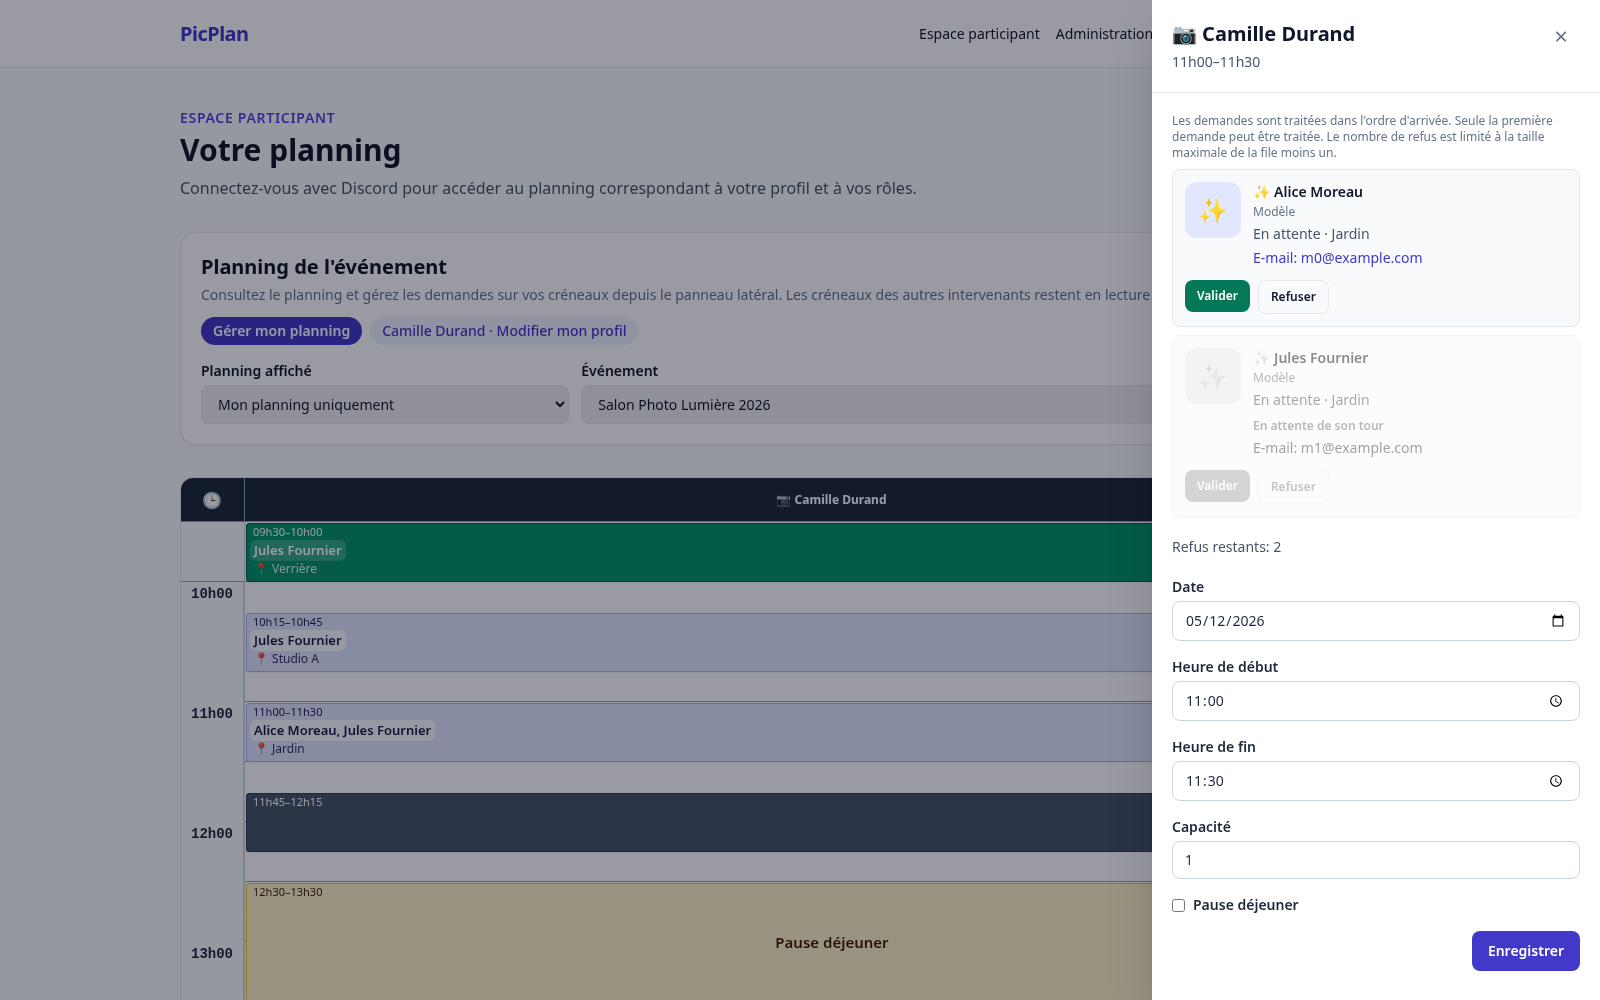 PicPlan
Espace participant
Administration
ESPACE PARTICIPANT
Votre planning
Connectez-vous avec Discord pour accéder au planning correspondant à votre profil et à vos rôles.
Planning de l'événement
Consultez le planning et gérez les demandes sur vos créneaux depuis le panneau latéral. Les créneaux des autres intervenants restent en lecture
Gérer mon planning
Camille Durand · Modifier mon profil
Planning affiché
Événement
Mon planning uniquement
Salon Photo Lumière 2026
📷 Camille Durand
09h30–10h00
Jules Fournier
📍 Verrière
10h00
10h15–10h45
Jules Fournier
📍 Studio A
11h00
11h00–11h30
Alice Moreau, Jules Fournier
📍 Jardin
11h45–12h15
12h00
12h30–13h30
Pause déjeuner
13h00
📷 Camille Durand
11h00–11h30
Les demandes sont traitées dans l'ordre d'arrivée. Seule la première
demande peut être traitée. Le nombre de refus est limité à la taille
maximale de la file moins un.
✨ Alice Moreau
Modèle
En attente · Jardin
E-mail: m0@example.com
Valider
Refuser
✨ Jules Fournier
Modèle
En attente · Jardin
En attente de son tour
E-mail: m1@example.com
Valider
Refuser
Refus restants: 2
Date
05/12/2026
Heure de début
11:00
Heure de fin
11:30
Capacité
1
Pause déjeuner
Enregistrer